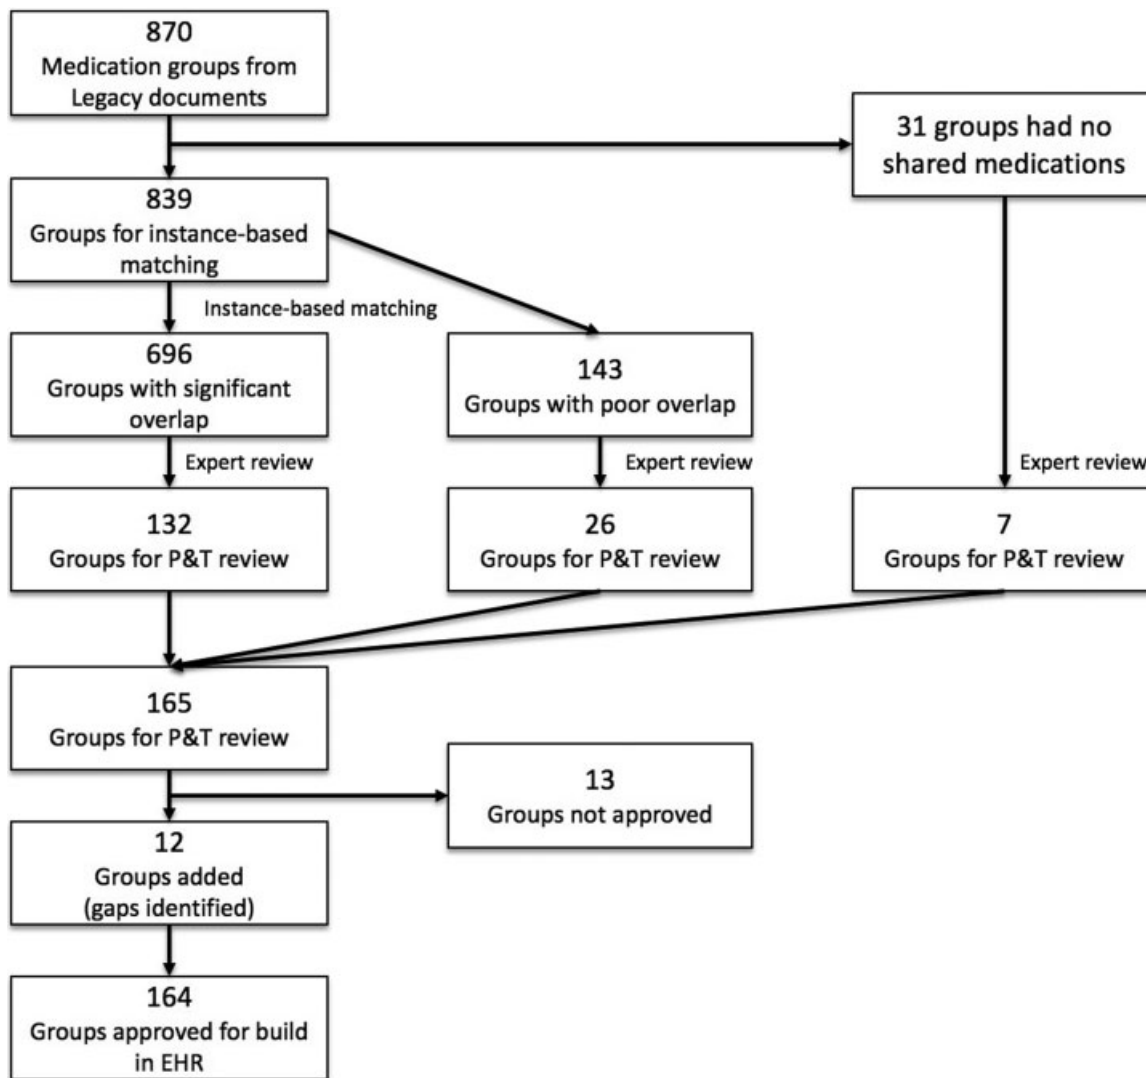 870
Medication groups from
Legacy documents
31 groups had no
shared medications
839
Groups for instance-based
matching
Instance-based matching
696
Groups with significant
overlap
143
Groups with poor overlap
Expert review
Expert review
Expert review
132
Groups for P&T review
26
Groups for P&T review
7
Groups for P&T review
165
Groups for P&T review
13
Groups not approved
12
Groups added
(gaps identified)
164
Groups approved for build
in EHR